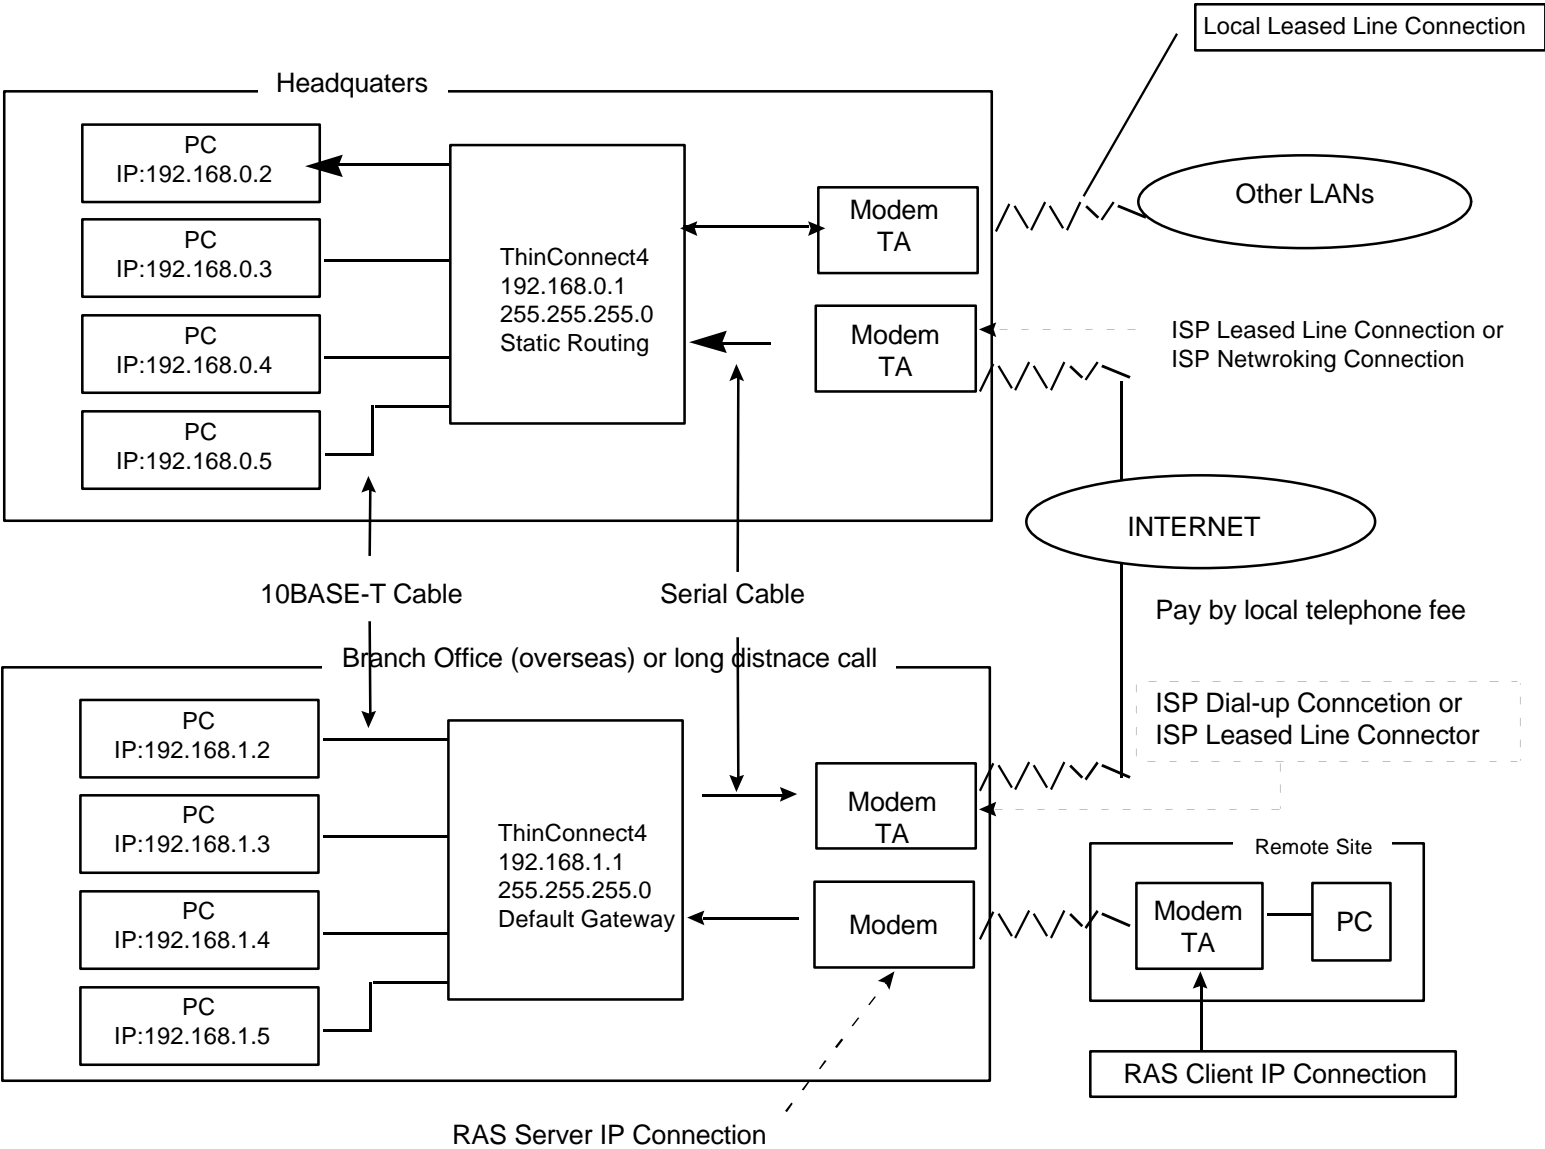 Local Leased Line Connection
Headquaters
PC
IP:192.168.0.2
PC
IP:192.168.0.3
PC
IP:192.168.0.4
PC
IP:192.168.0.5
ThinConnect4
192.168.0.1
255.255.255.0
Static Routing
Modem
TA
Modem
TA
Other LANs
ISP Leased Line Connection or
ISP Netwroking Connection
INTERNET
10BASE-T Cable
Serial Cable
Pay by local telephone fee
Branch Office (overseas) or long distnace call
PC
IP:192.168.1.2
PC
IP:192.168.1.3
PC
IP:192.168.1.4
PC
IP:192.168.1.5
ThinConnect4
192.168.1.1
255.255.255.0
Default Gateway
Modem
TA
Modem
ISP Dial-up Conncetion or
ISP Leased Line Connector
Remote Site
Modem
TA
PC
RAS Client IP Connection
RAS Server IP Connection